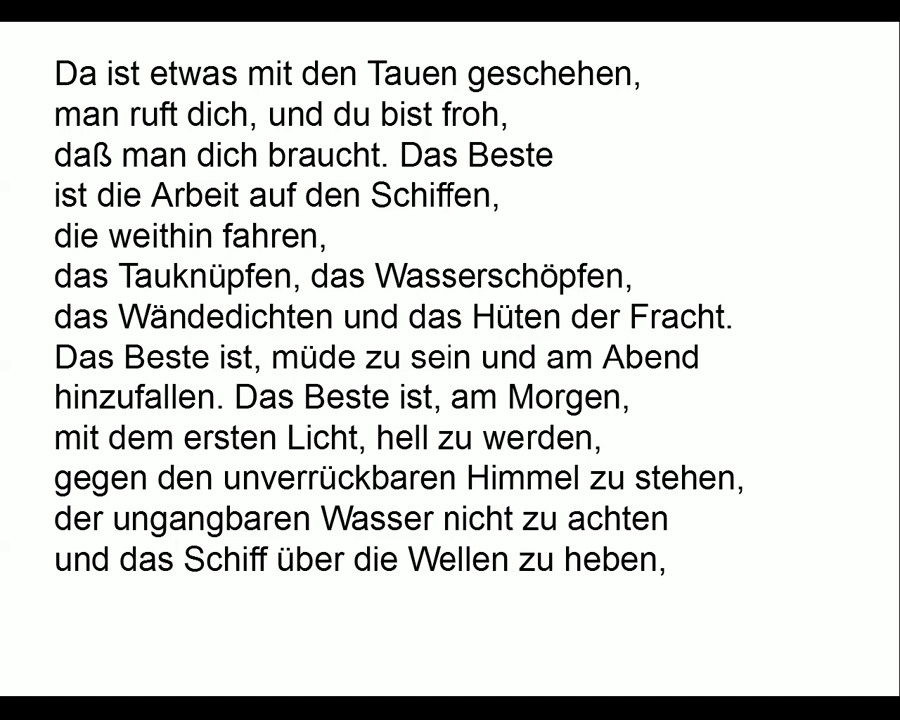 Da ist etwas mit den Tauen geschehen,
man ruft dich, und du bist froh,
daß man dich braucht. Das Beste
ist die Arbeit auf den Schiffen,
die weithin fahren,
das Tauknüpfen, das Wasserschöpfen,
das Wändedichten und das Hüten der Fracht.
Das Beste ist, müde zu sein und am Abend
hinzufallen. Das Beste ist, am Morgen,
mit dem ersten Licht, hell zu werden,
gegen den unverrückbaren Himmel zu stehen,
der ungangbaren Wasser nicht zu achten
und das Schiff über die Wellen zu heben,